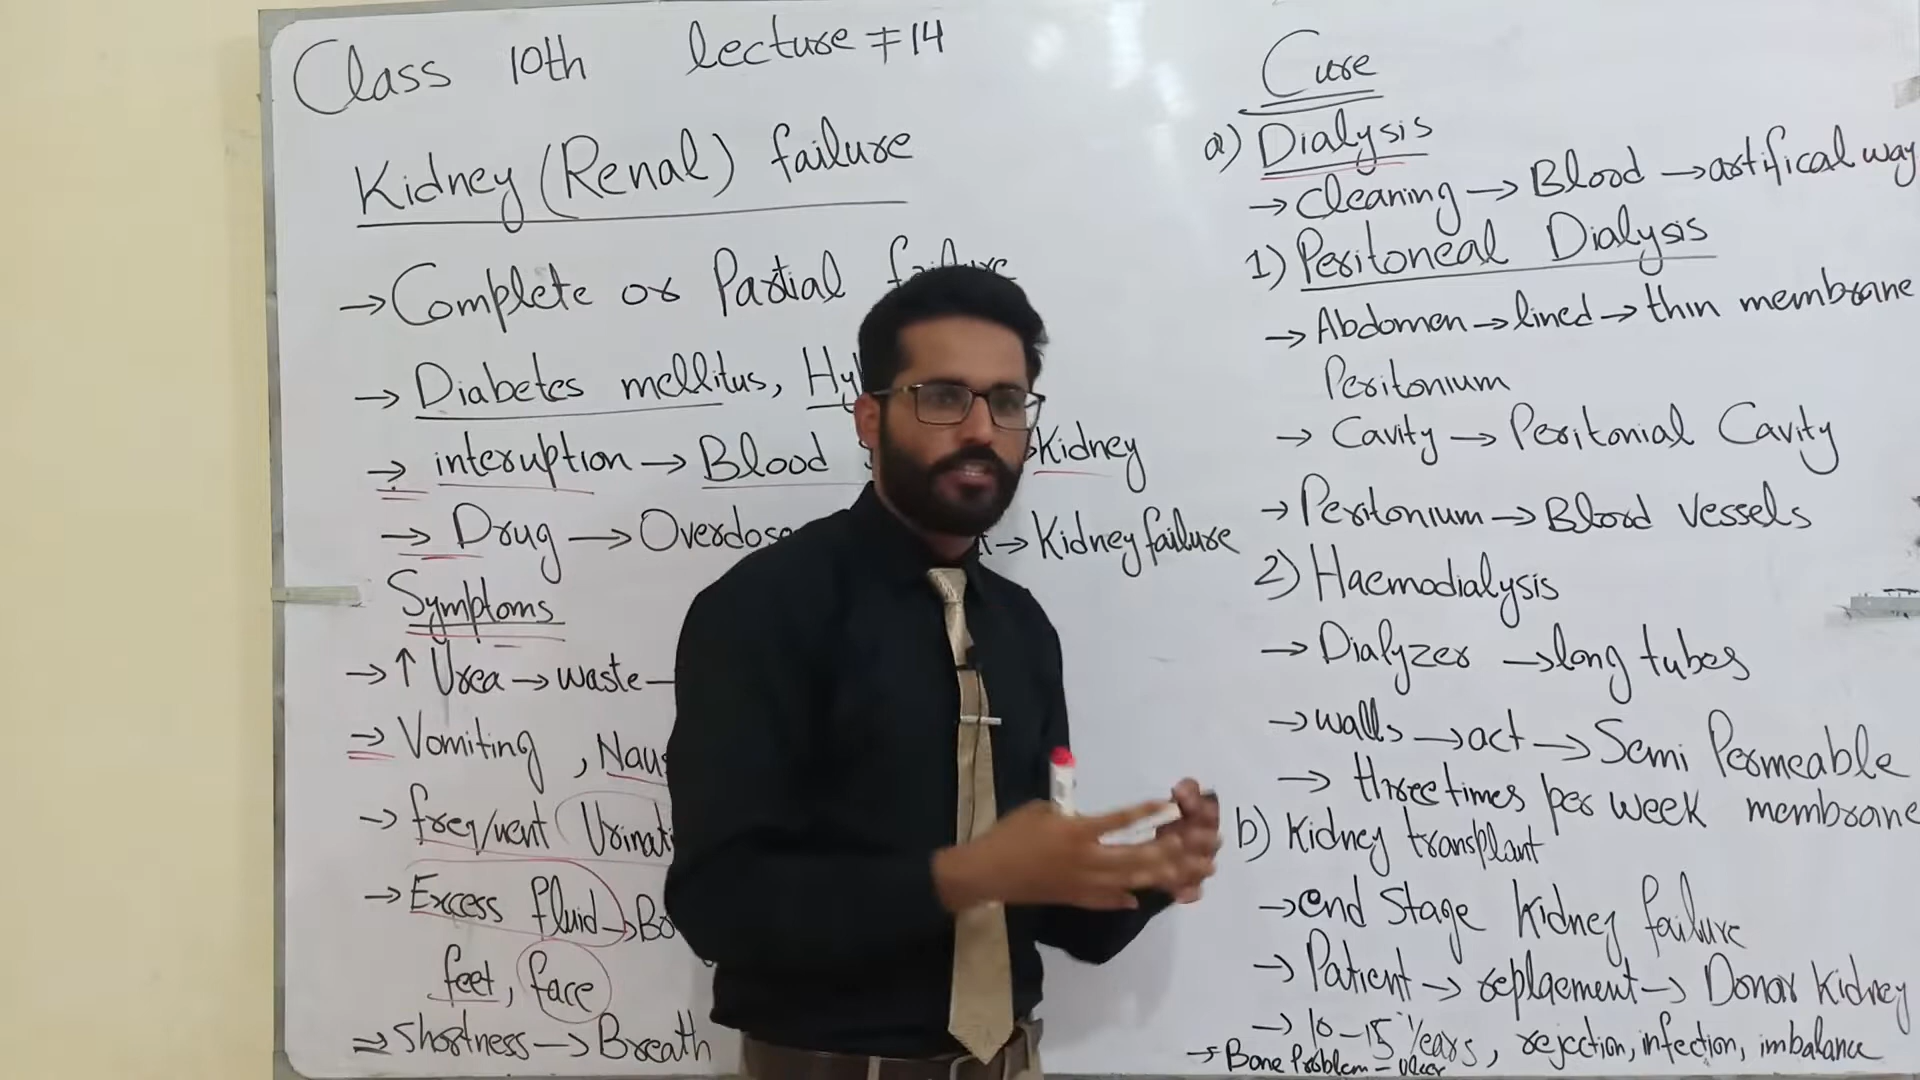 Class 10th lecture # 14
Kidney (Renal) failure
→ Complete or Partial failure
→ Diabetes mellitus,
→ interuption → Blood → Kidney
→ Drug → Overdose → Kidney failure
Symptoms
→ ↑ Urea → waste →
→ Vomiting ,
→ frequent
→ Excess fluid →
feet, face
→ Shortness → Breath
Cure
a) Dialysis
→ Cleaning → Blood → artifical way
1) Peritoneal Dialysis
→ Abdomen → lined → thin membrane
Peritonium
→ Cavity → Peritonial Cavity
→ Peritonium → Blood vessels
2) Haemodialysis
→ Dialyzer → long tubes
→ walls → act → Semi Permeable
→ three times per week membrane
b) Kidney transplant
→ end Stage Kidney failure
→ Patient → replaement → Donar Kidney
→ 10-15 Years, rejection, infection, imbalance
→ Bone Problem - Ulcer